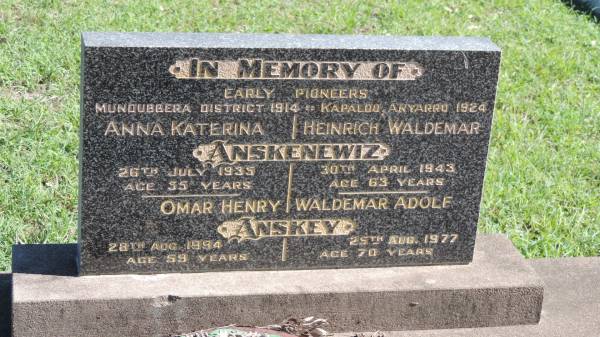 IN MEMORY OF
EARLY PIONEERS
MUNDUBBERA DISTRICT 1914 - KAPALDO, ARYARRO 1924
ANNA KATERINA HEINRICH WALDEMAR
ANSKENEWIZ
26TH JULY 1935 30TH APRIL 1943
AGE 35 YEARS AGE 63 YEARS
OMAR HENRY WALDEMAR ADOLF
ANSKEY
28TH AUG. 1994 25TH AUG. 1977
AGE 59 YEARS AGE 70 YEARS